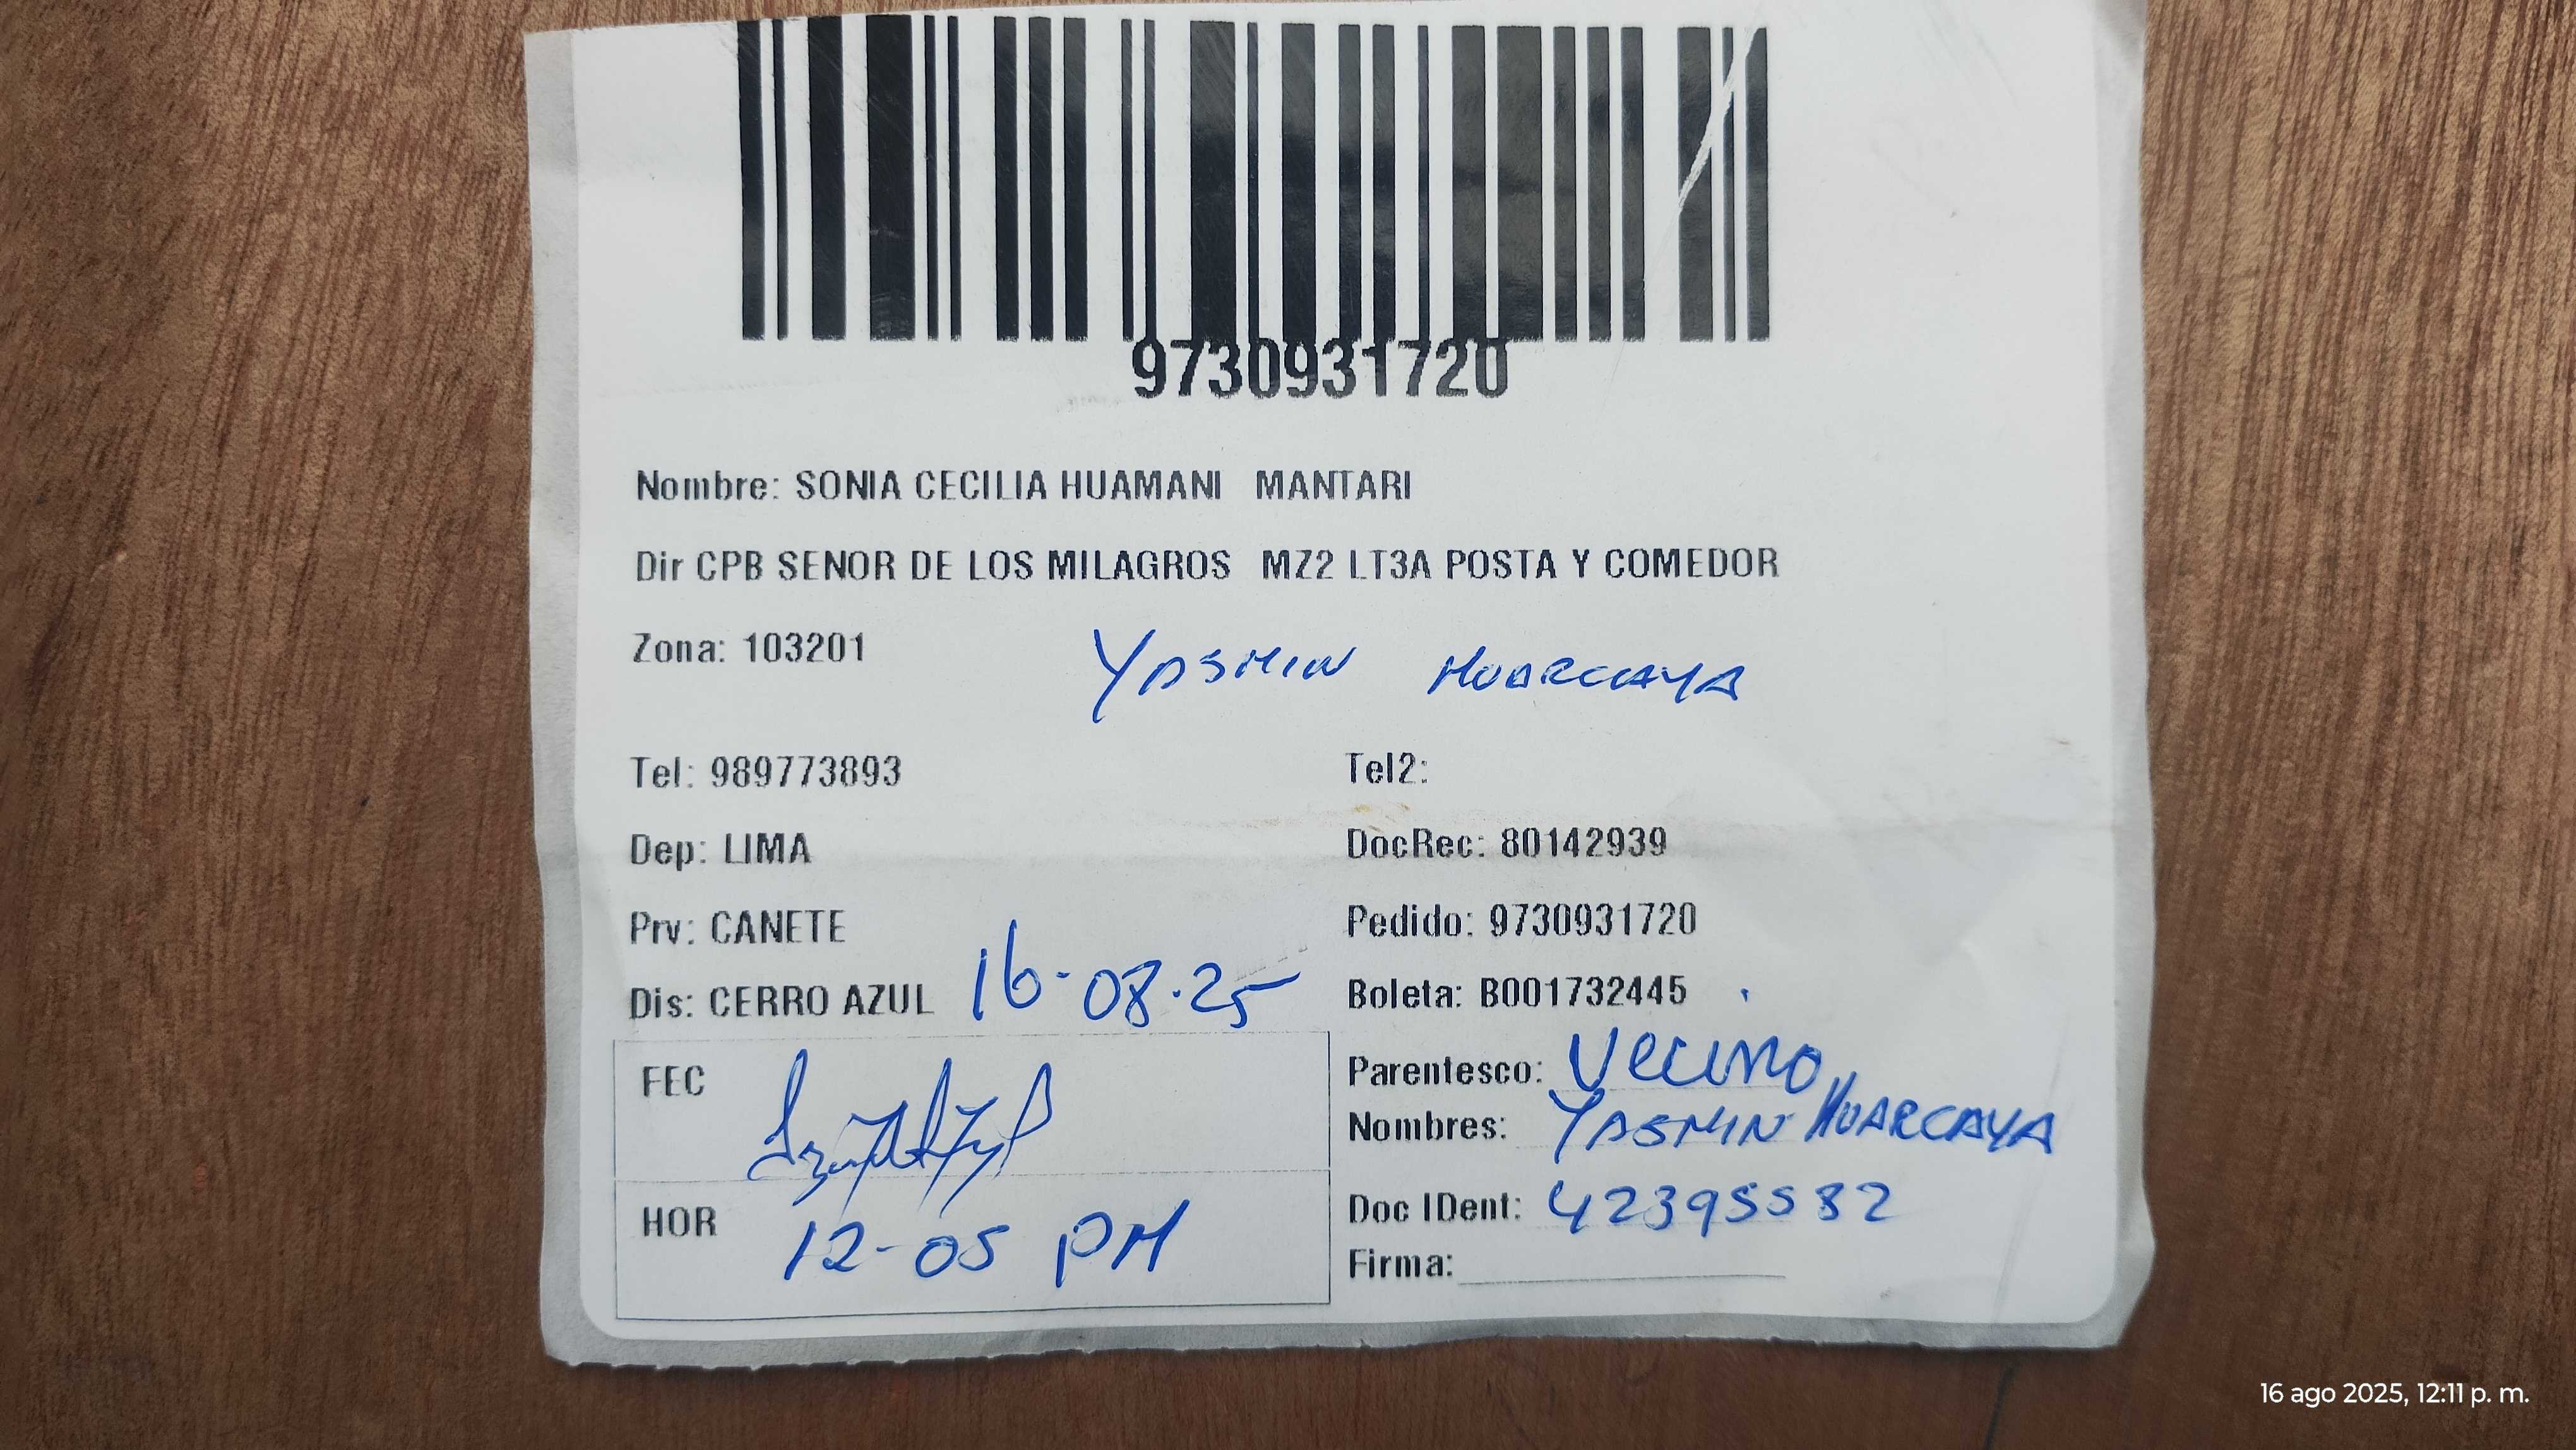 9730931720
Nombre: SONIA CECILIA HUAMANI MANTARI
Dir CPB SENOR DE LOS MILAGROS MZ2 LT3A POSTA Y COMEDOR
Zona: 103201
YASMIN HUARCCAYA
Tel: 989773893 Tel2:
Dep: LIMA DocRec: 80142939
Prv: CANETE Pedido: 9730931720
Dis: CERRO AZUL 16-08-25 Boleta: B001732445
FEC Parentesco: Vecino
Nombres: YASMIN HUARCAYA
HOR 12-05 PM Doc IDent: 42395582
Firma:
16 ago 2025, 12:11 p. m.